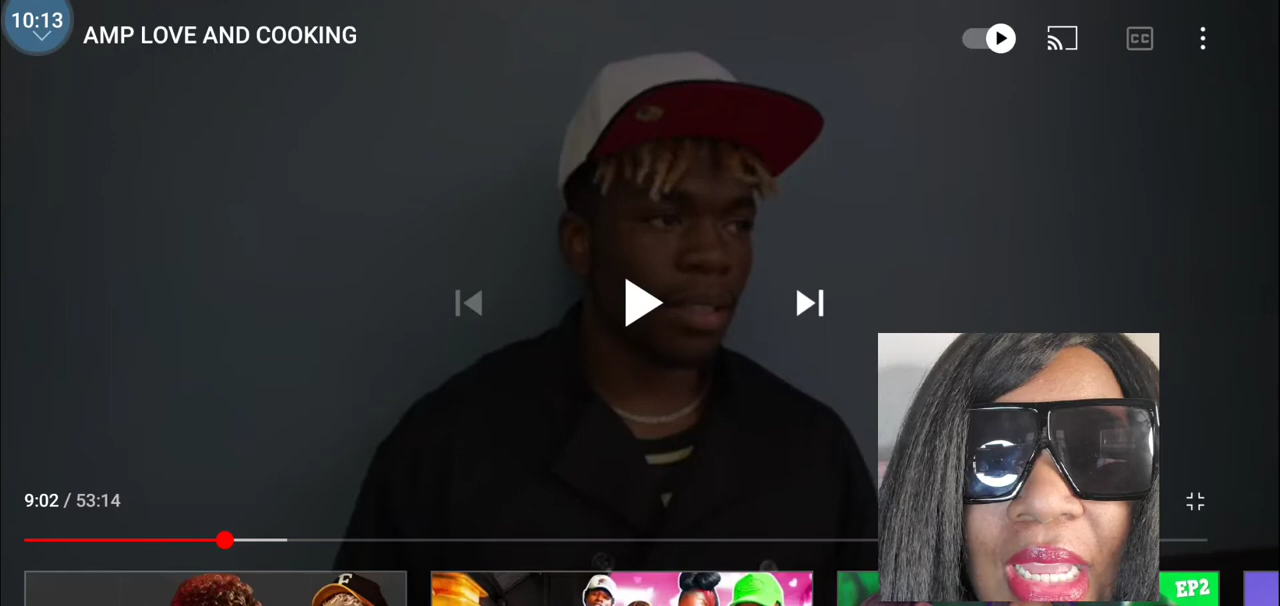 10:13
AMP LOVE AND COOKING
CC
9:02 / 53:14
F
EP2